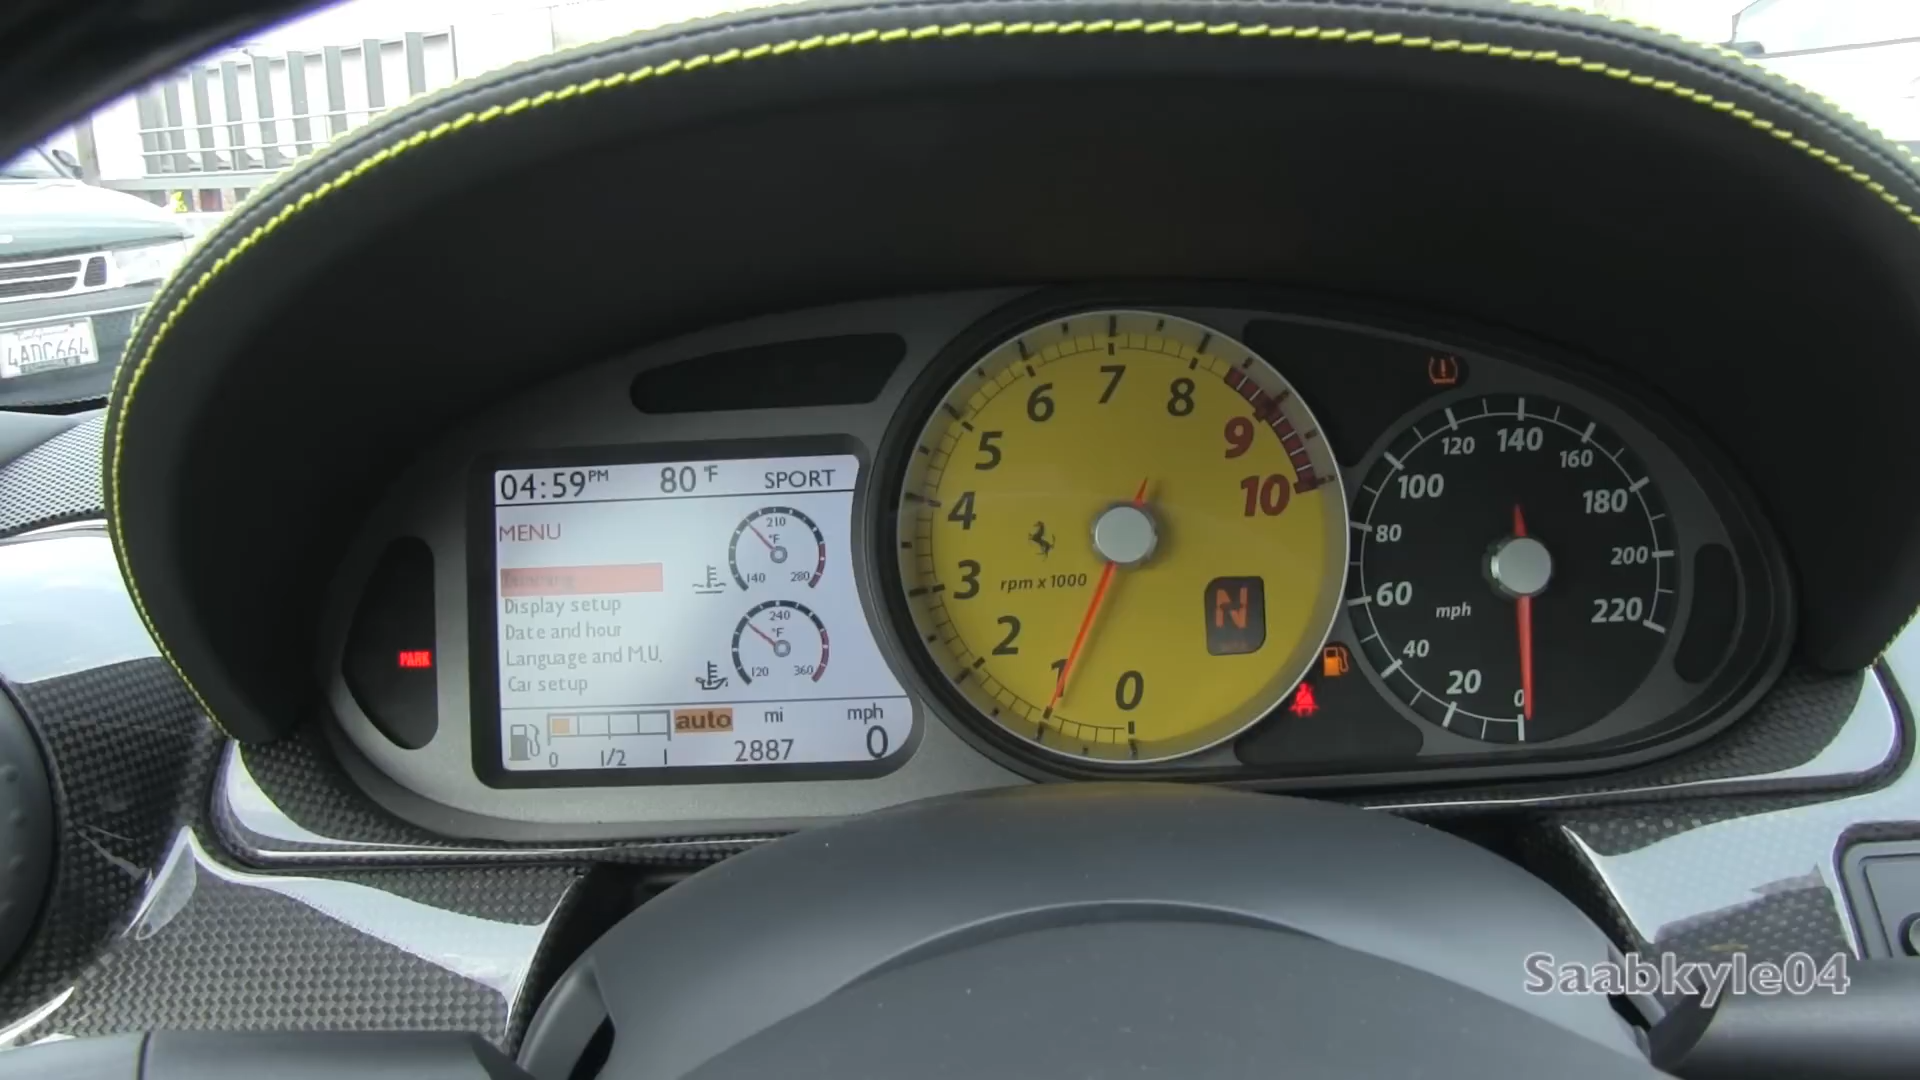 4ADC664
04:59PM 80°F SPORT
MENU
Display setup
Date and hour
Language and M.U.
Car setup
210
°F
140 280
240
°F
120 360
auto mi mph
0 1/2 1 2887 0
PARK
0
1
2
3
4
5
6
7
8
9
10
rpm x 1000
N
0
20
40
60
80
100
120
140
160
180
200
220
mph
Saabkyle04